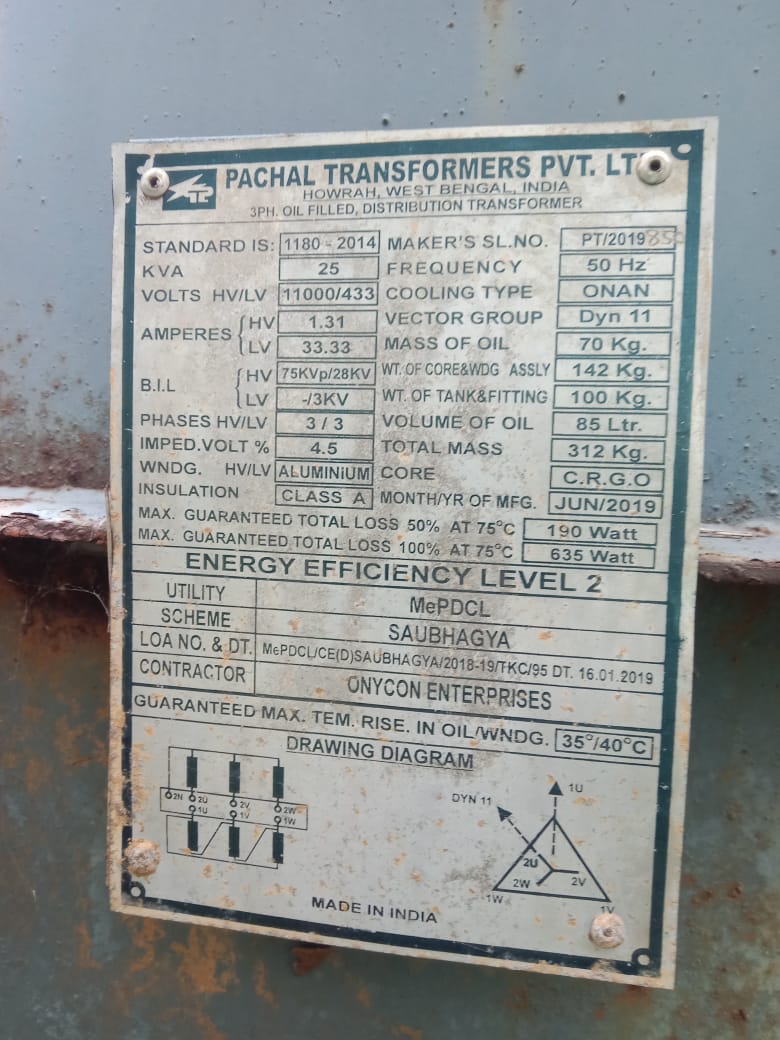 PACHAL TRANSFORMERS PVT.
HOWRAH, WEST BENGAL, INDIA
3PH. OIL FILLED, DISTRIBUTION TRANSFORMER
STANDARD IS: 1180 - 2014 MAKER'S SL.NO. PT/2019
KVA 25 FREQUENCY 50 Hz
VOLTS HV/LV 11000/433 COOLING TYPE ONAN
AMPERES HV 1.31 VECTOR GROUP Dyn 11
LV 33.33 MASS OF OIL 70 Kg.
B.I.L HV 75KVp/28KV WT. OF CORE&WDG ASSLY 142 Kg.
LV -/3KV WT. OF TANK&FITTING 100 Kg.
PHASES HV/LV 3 / 3 VOLUME OF OIL 85 Ltr.
IMPED.VOLT % 4.5 TOTAL MASS 312 Kg.
WNDG. HV/LV ALUMINiUM CORE C.R.G.O
INSULATION CLASS A MONTH/YR OF MFG. JUN/2019
MAX. GUARANTEED TOTAL LOSS 50% AT 75°C 190 Watt
MAX. GUARANTEED TOTAL LOSS 100% AT 75°C 635 Watt
ENERGY EFFICIENCY LEVEL 2
UTILITY MePDCL
SCHEME SAUBHAGYA
LOA NO. & DT. MePDCL/CE(D)SAUBHAGYA/2018-19/TKC/95 DT. 16.01.2019
CONTRACTOR ONYCON ENTERPRISES
GUARANTEED MAX. TEM. RISE. IN OIL/WNDG. 35°/40°C
DRAWING DIAGRAM
2N 2U 2V 2W
1U 1V 1W
DYN 11 1U
2U
2W 2V
1W 1V
MADE IN INDIA